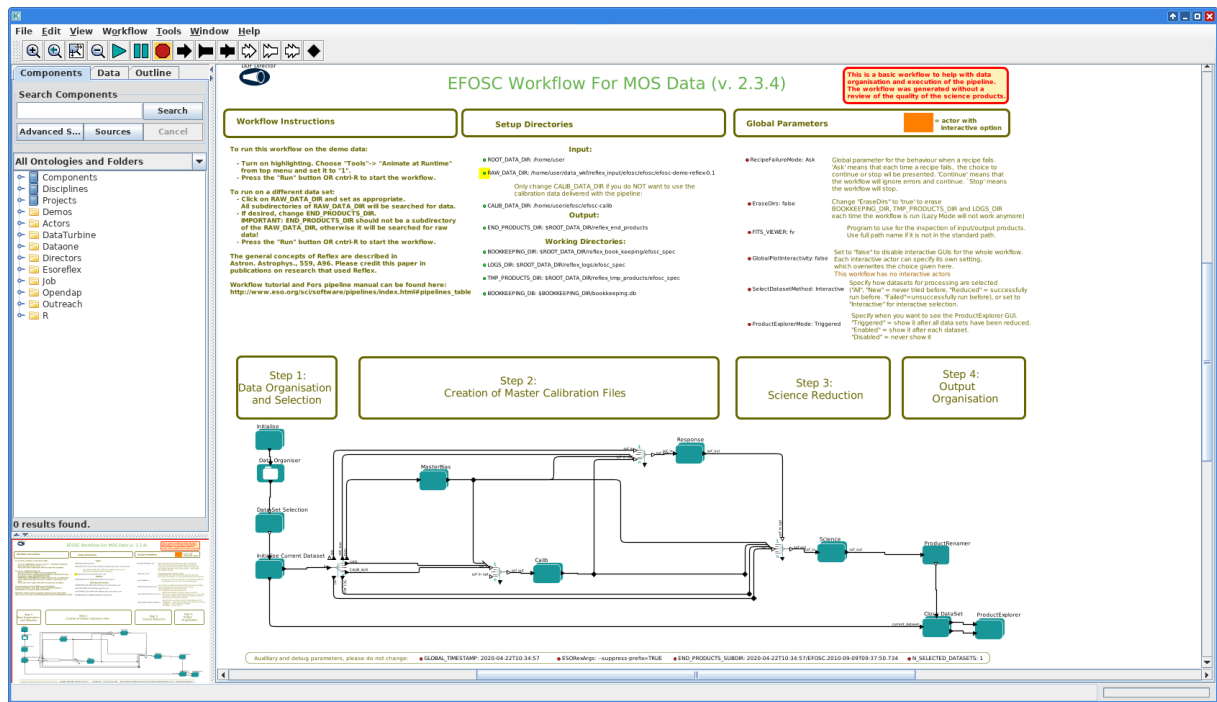 File Edit View Workflow Tools Window Help
Components Data Outline
Search Components
Search
Advanced S... Sources Cancel
All Ontologies and Folders
Components
Disciplines
Projects
Demos
Actors
DataTurbine
Dataone
Directors
Esoreflex
Job
Opendap
Outreach
R
0 results found.
DDF Director
EFOSC Workflow For MOS Data (v. 2.3.4)
This is a basic workflow to help with data
organisation and execution of the pipeline.
The workflow was generated without a
review of the quality of the science products.
Workflow Instructions
Setup Directories
Global Parameters
= actor with
interactive option
To run this workflow on the demo data:
- Turn on highlighting. Choose "Tools"-> "Animate at Runtime"
from top menu and set it to "1".
- Press the "Run" button OR cntrl-R to start the workflow.
To run on a different data set:
- Click on RAW_DATA_DIR and set as appropriate.
All subdirectories of RAW_DATA_DIR will be searched for data.
- If desired, change END_PRODUCTS_DIR.
IMPORTANT: END_PRODUCTS_DIR should not be a subdirectory
of the RAW_DATA_DIR, otherwise it will be searched for raw
data!
- Press the "Run" button OR cntrl-R to start the workflow.
The general concepts of Reflex are described in
Astron. Astrophys., 559, A96. Please credit this paper in
publications on research that used Reflex.
Workflow tutorial and Fors pipeline manual can be found here:
http://www.eso.org/sci/software/pipelines/index.html#pipelines_table
Input:
ROOT_DATA_DIR: /home/user
RAW_DATA_DIR: /home/user/data_wkf/reflex_input/efosc/efosc/efosc-demo-reflex-0.1
Only change CALIB_DATA_DIR if you do NOT want to use the
calibration data delivered with the pipeline:
CALIB_DATA_DIR: /home/user/efosc/efosc-calib
Output:
END_PRODUCTS_DIR: $ROOT_DATA_DIR/reflex_end_products
Working Directories:
BOOKKEEPING_DIR: $ROOT_DATA_DIR/reflex_book_keeping/efosc_spec
LOGS_DIR: $ROOT_DATA_DIR/reflex_logs/efosc_spec
TMP_PRODUCTS_DIR: $ROOT_DATA_DIR/reflex_tmp_products/efosc_spec
BOOKKEEPING_DB: $BOOKKEEPING_DIR/bookkeeping.db
RecipeFailureMode: Ask
Global parameter for the behaviour when a recipe fails.
'Ask' means that each time a recipe fails, the choice to
continue or stop will be presented. 'Continue' means that
the workflow will ignore errors and continue. `Stop' means
the workflow will stop.
EraseDirs: false
Change "EraseDirs" to 'true' to erase
BOOKKEEPING_DIR, TMP_PRODUCTS_DIR and LOGS_DIR
each time the workflow is run (Lazy Mode will not work anymore)
FITS_VIEWER: fv
Program to use for the inspection of input/output products.
Use full path name if it is not in the standard path.
GlobalPlotInteractivity: false
Set to "false" to disable interactive GUIs for the whole workflow.
Each interactive actor can specify its own setting,
which overwrites the choice given here.
This workflow has no interactive actors
SelectDatasetMethod: Interactive
Specify how datasets for processing are selected
("All", "New" = never tried before, "Reduced" = successfully
run before. "Failed"=unsuccessfully run before), or set to
"Interactive" for interactive selection.
ProductExplorerMode: Triggered
Specify when you want to see the ProductExplorer GUI.
"Triggered" = show it after all data sets have been reduced.
"Enabled" = show it after each dataset.
"Disabled" = never show it
Step 1:
Data Organisation
and Selection
Step 2:
Creation of Master Calibration Files
Step 3:
Science Reduction
Step 4:
Output
Organisation
Initialise
Data Organiser
DataSet Selection
Initialise Current Dataset
MasterBias
Response
Calib
Science
ProductRenamer
Close DataSet
ProductExplorer
CALIB_AUX
sof_in
sof_out
sof_out
current_dataset
Auxiliary and debug parameters, please do not change:
GLOBAL_TIMESTAMP: 2020-04-22T10:34:57
ESORexArgs: --suppress-prefix=TRUE
END_PRODUCTS_SUBDIR: 2020-04-22T10:34:57/EFOSC.2010-09-09T09:37:50.734
N_SELECTED_DATASETS: 1